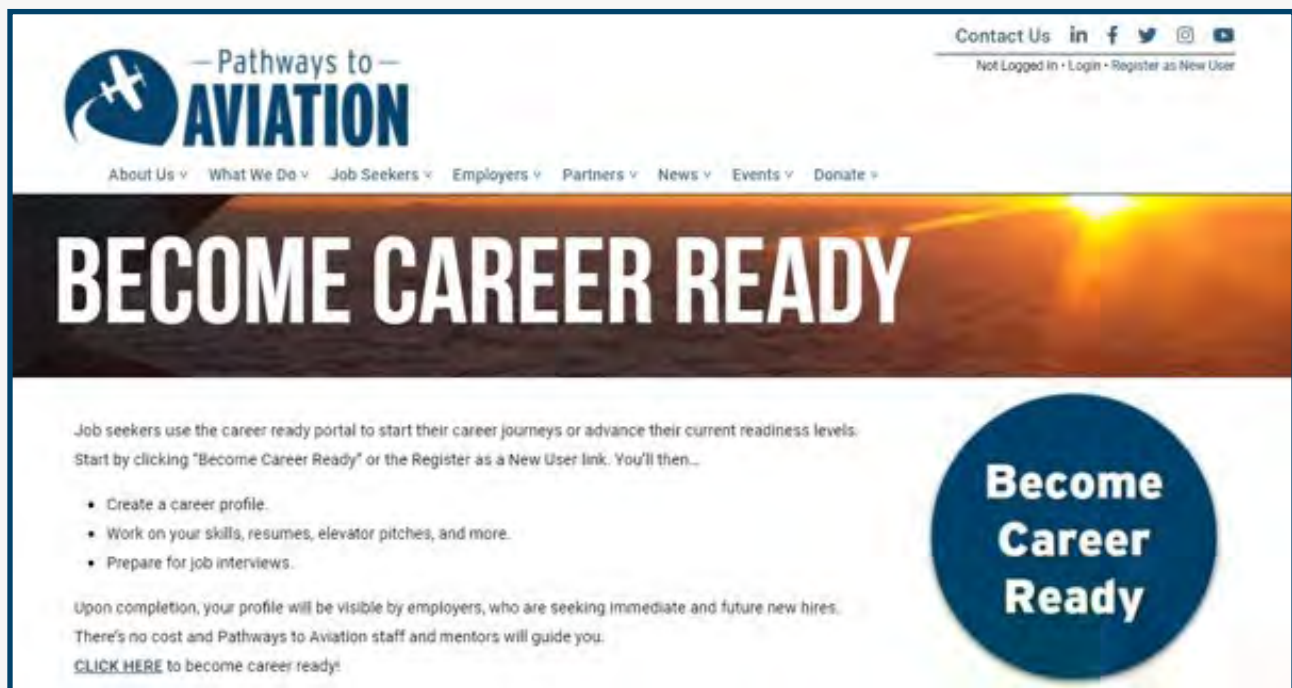 Contact Us
Not Logged In • Login • Register as New User
Pathways to
AVIATION
About Us What We Do Job Seekers Employers Partners News Events Donate
BECOME CAREER READY
Job seekers use the career ready portal to start their career journeys or advance their current readiness levels.
Start by clicking "Become Career Ready" or the Register as a New User link. You'll then...
• Create a career profile.
• Work on your skills, resumes, elevator pitches, and more.
• Prepare for job interviews.
Upon completion, your profile will be visible by employers, who are seeking immediate and future new hires.
There's no cost and Pathways to Aviation staff and mentors will guide you.
CLICK HERE to become career ready!
Become
Career
Ready